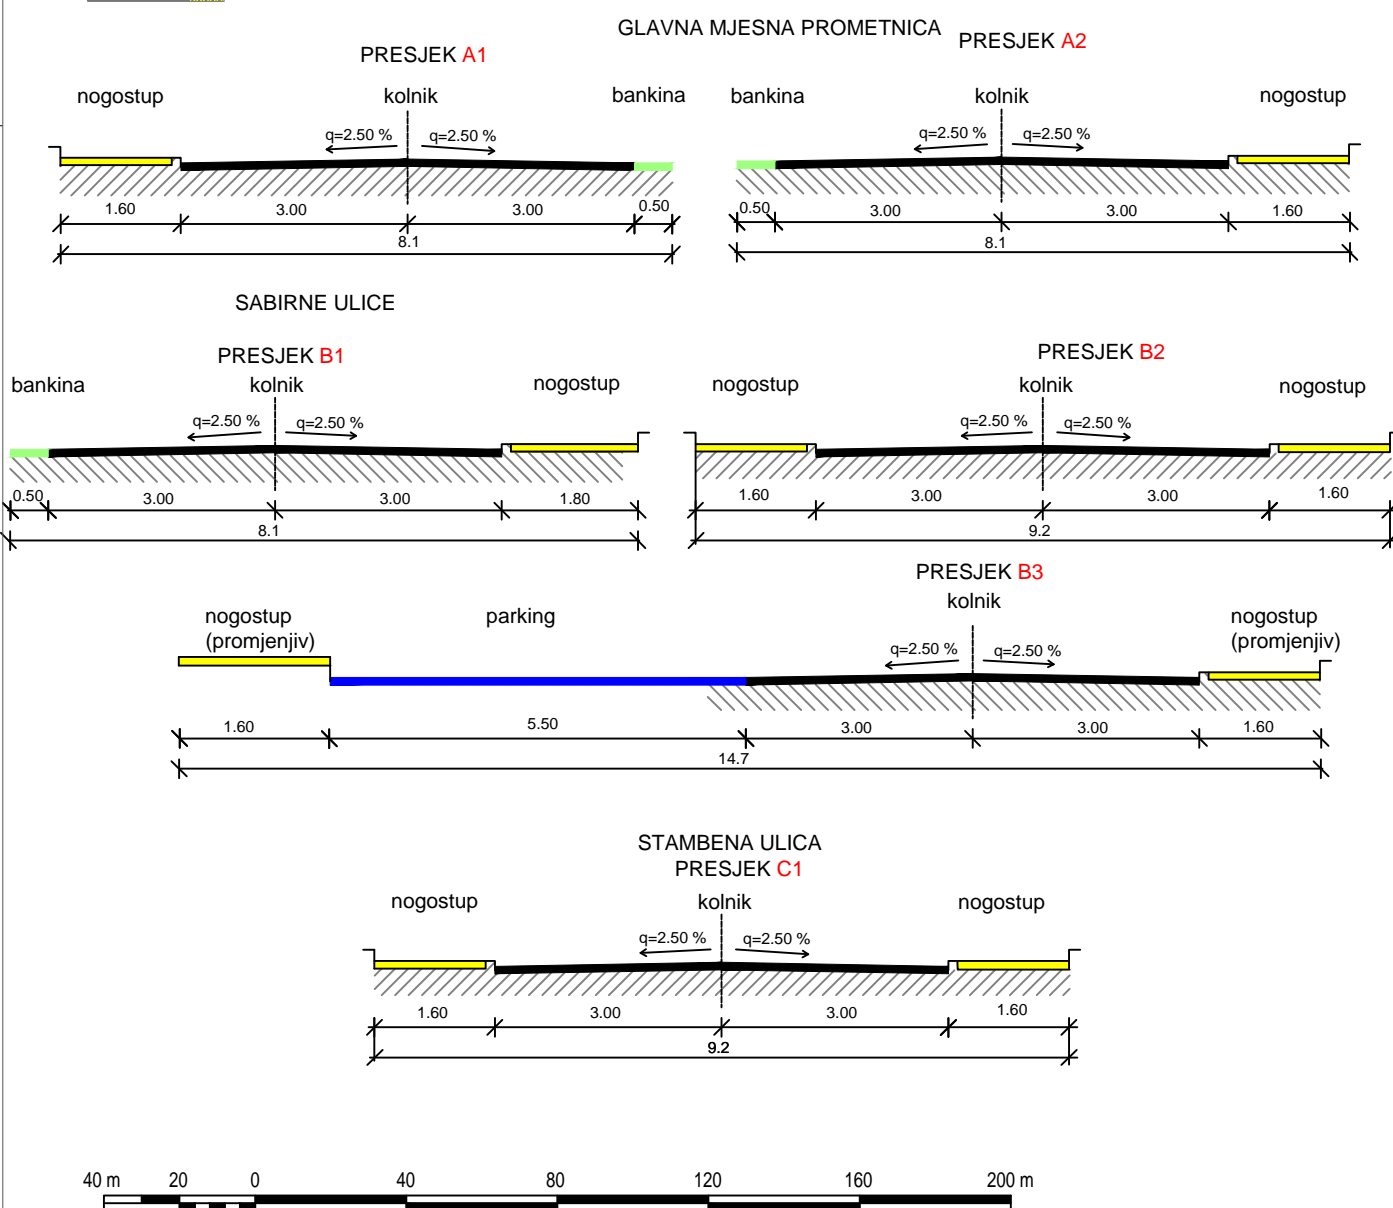 GLAVNA MJESNA PROMETNICA
PRESJEK A1
PRESJEK A2
nogostup kolnik bankina
bankina kolnik nogostup
q=2.50 % q=2.50 %
q=2.50 % q=2.50 %
1.60 3.00 3.00 0.50
8.1
0.50 3.00 3.00 1.60
8.1
SABIRNE ULICE
PRESJEK B1
bankina kolnik nogostup
q=2.50 % q=2.50 %
0.50 3.00 3.00 1.80
8.1
PRESJEK B2
nogostup kolnik nogostup
q=2.50 % q=2.50 %
1.60 3.00 3.00 1.60
9.2
PRESJEK B3
kolnik
nogostup
(promjenjiv)
parking
nogostup
(promjenjiv)
q=2.50 % q=2.50 %
1.60 5.50 3.00 3.00 1.60
14.7
STAMBENA ULICA
PRESJEK C1
nogostup kolnik nogostup
q=2.50 % q=2.50 %
1.60 3.00 3.00 1.60
9.2
40 m 20 0 40 80 120 160 200 m